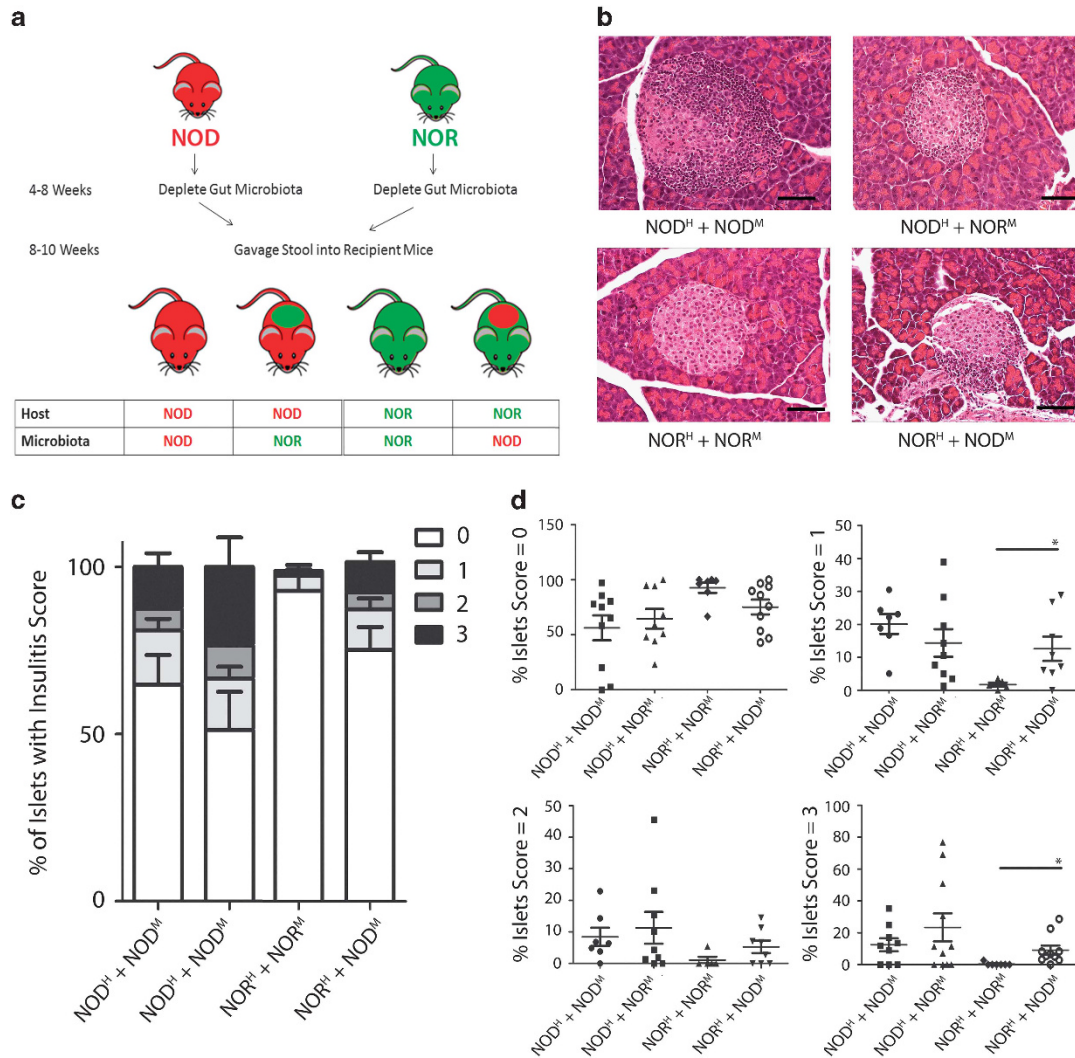 a
NOD NOR
4-8 Weeks Deplete Gut Microbiota Deplete Gut Microbiota
8-10 Weeks Gavage Stool into Recipient Mice
Host NOD NOD NOR NOR
Microbiota NOD NOR NOR NOD
b
NODᴴ + NODᴹ NODᴴ + NORᴹ
NORᴴ + NORᴹ NORᴴ + NODᴹ
c
% of Islets with Insulitis Score
100
50
0
0
1
2
3
NODᴴ + NODᴹ NODᴴ + NODᴹ NORᴴ + NORᴹ NORᴴ + NODᴹ
d
% Islets Score = 0
150
100
50
0
NODᴴ + NODᴹ NODᴴ + NORᴹ NORᴴ + NORᴹ NORᴴ + NODᴹ
% Islets Score = 1
50
40
30
20
10
0
*
NODᴴ + NODᴹ NODᴴ + NORᴹ NORᴴ + NORᴹ NORᴴ + NODᴹ
% Islets Score = 2
50
40
30
20
10
0
NODᴴ + NODᴹ NODᴴ + NORᴹ NORᴴ + NORᴹ NORᴴ + NODᴹ
% Islets Score = 3
100
80
60
40
20
0
*
NODᴴ + NODᴹ NODᴴ + NORᴹ NORᴴ + NORᴹ NORᴴ + NODᴹ